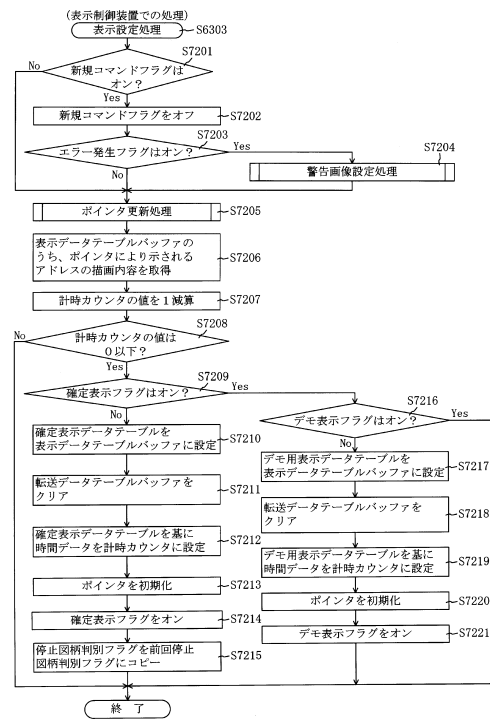 (表示制御装置での処理)
表示設定処理
S6303
S7201
新規コマンドフラグは
オン?
No
Yes
新規コマンドフラグをオフ
S7202
S7203
エラー発生フラグはオン?
Yes
No
S7204
警告画像設定処理
ポインタ更新処理
S7205
表示データテーブルバッファの
うち、ポインタにより示される
アドレスの描画内容を取得
S7206
計時カウンタの値を1減算
S7207
S7208
計時カウンタの値は
0以下?
No
Yes
S7209
確定表示フラグはオン?
Yes
No
確定表示データテーブルを
表示データテーブルバッファに設定
S7210
転送データテーブルバッファを
クリア
S7211
確定表示データテーブルを基に
時間データを計時カウンタに設定
S7212
ポインタを初期化
S7213
確定表示フラグをオン
S7214
停止図柄判別フラグを前回停止
図柄判別フラグにコピー
S7215
S7216
デモ表示フラグはオン?
Yes
No
デモ用表示データテーブルを
表示データテーブルバッファに設定
S7217
転送データテーブルバッファを
クリア
S7218
デモ用表示データテーブルを基に
時間データを計時カウンタに設定
S7219
ポインタを初期化
S7220
デモ表示フラグをオン
S7221
終了